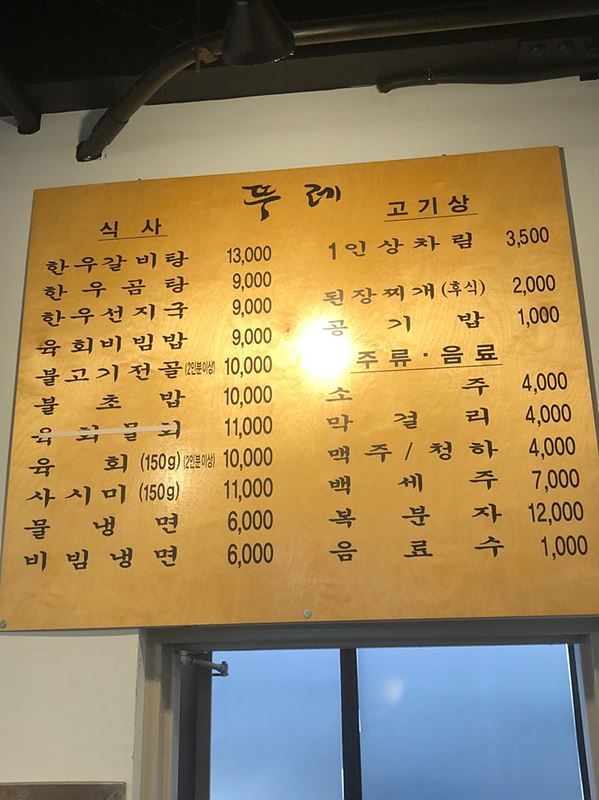 뚜레
식사
한우갈비탕 13,000
한우곰탕 9,000
한우선지국 9,000
육회비빔밥 9,000
불고기전골(2인분이상) 10,000
불초밥 10,000
육회물회 11,000
육회(150g)(2인분이상) 10,000
사시미(150g) 11,000
물냉면 6,000
비빔냉면 6,000
고기상
1인상차림 3,500
된장찌개(후식) 2,000
공기밥 1,000
주류·음료
소주 4,000
막걸리 4,000
맥주/청하 4,000
백세주 7,000
복분자 12,000
음료수 1,000